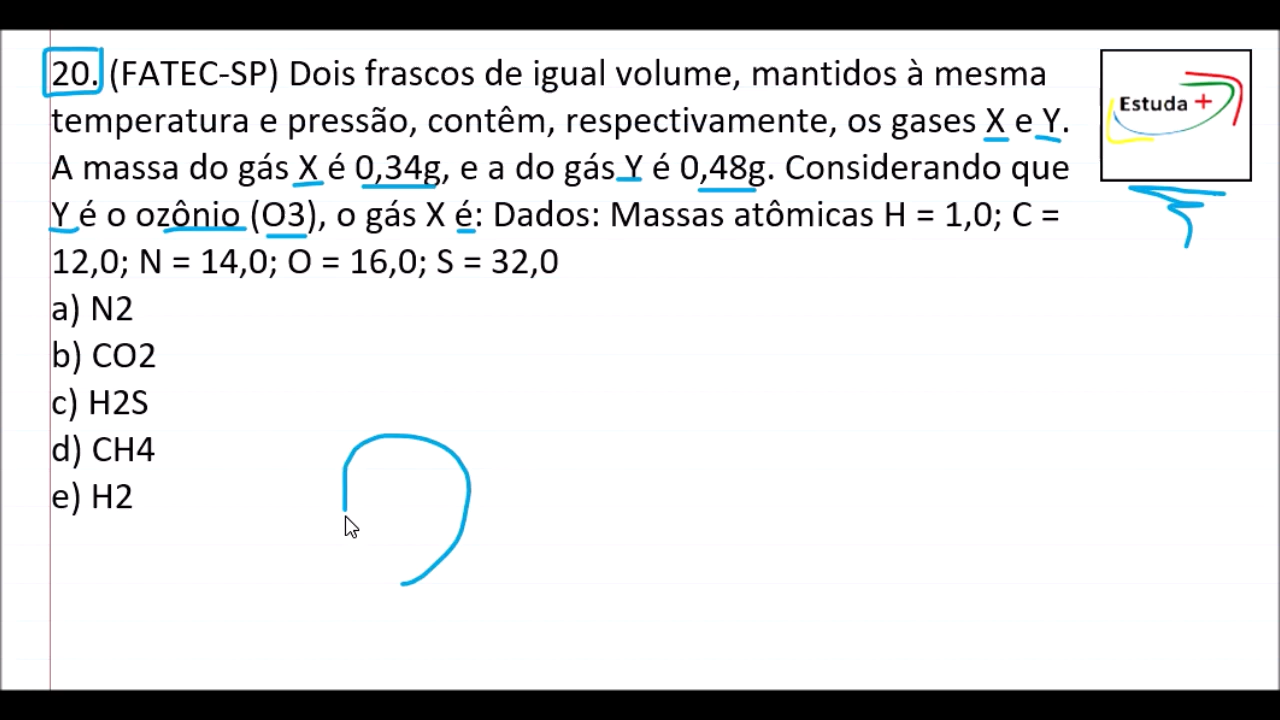 20. (FATEC-SP) Dois frascos de igual volume, mantidos à mesma
temperatura e pressão, contêm, respectivamente, os gases X e Y.
A massa do gás X é 0,34g, e a do gás Y é 0,48g. Considerando que
Y é o ozônio (O3), o gás X é: Dados: Massas atômicas H = 1,0; C =
12,0; N = 14,0; O = 16,0; S = 32,0
a) N2
b) CO2
c) H2S
d) CH4
e) H2
Estuda +